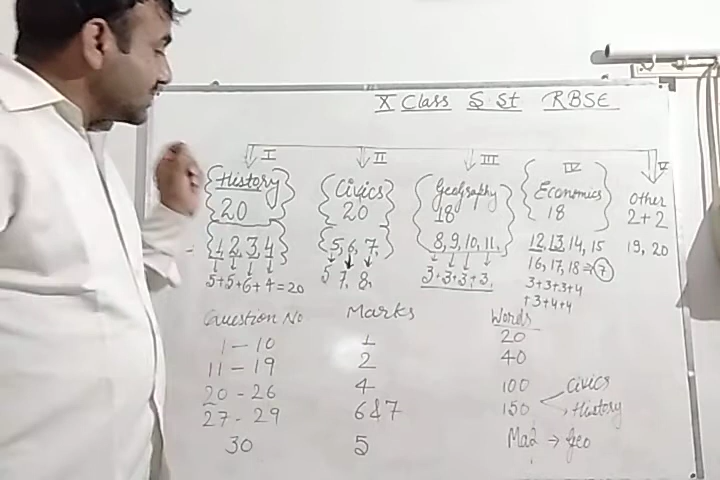 X Class S St RBSE
I II III IV V
History Civics Geography Economics Other
20 20 18 18 2+2
1, 2, 3, 4 5, 6, 7, 8, 9, 10, 11. 12, 13, 14, 15 19, 20
5+5+6+4=20 5 7, 8, 3+3+3+3, 16, 17, 18 ⇒ 7
3+3+3+4
+3+4+4
Question No Marks Words
1 - 10 1 20
11 - 19 2 40
20 - 26 4 100 Civics
27 - 29 6&7 150 History
30 5 → Geo